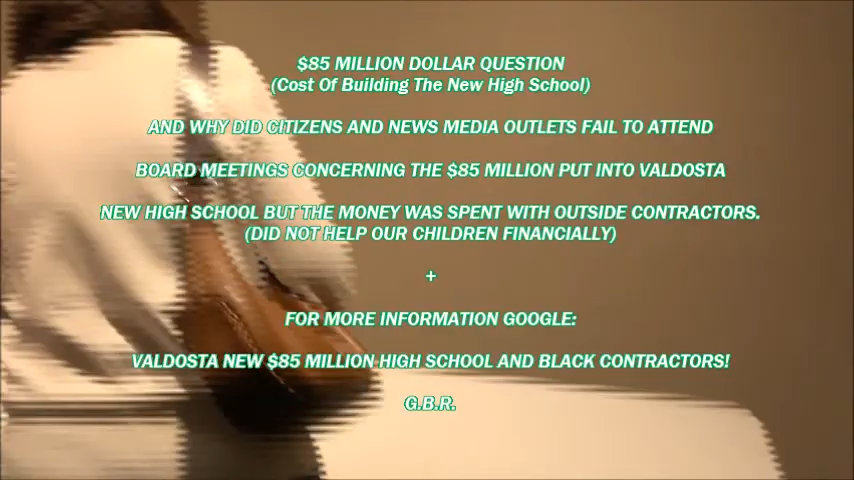 $85 MILLION DOLLAR QUESTION
(Cost Of Building The New High School)
AND WHY DID CITIZENS AND NEWS MEDIA OUTLETS FAIL TO ATTEND
BOARD MEETINGS CONCERNING THE $85 MILLION PUT INTO VALDOSTA
NEW HIGH SCHOOL BUT THE MONEY WAS SPENT WITH OUTSIDE CONTRACTORS.
(DID NOT HELP OUR CHILDREN FINANCIALLY)
+
FOR MORE INFORMATION GOOGLE:
VALDOSTA NEW $85 MILLION HIGH SCHOOL AND BLACK CONTRACTORS!
G.B.R.